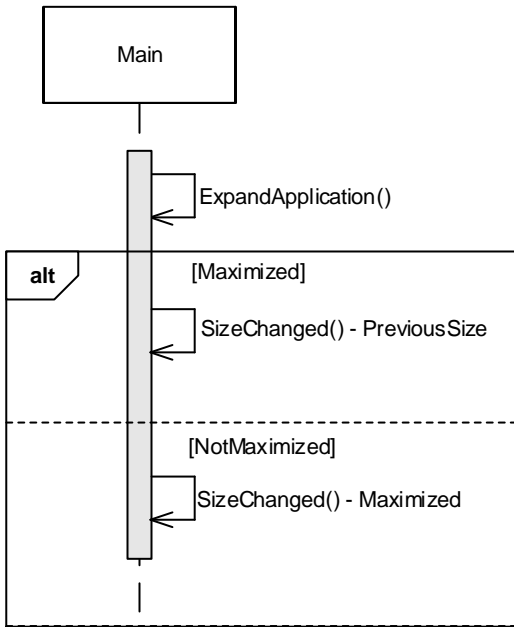 Main
ExpandApplication()
alt
[Maximized]
SizeChanged() - PreviousSize
[NotMaximized]
SizeChanged() - Maximized